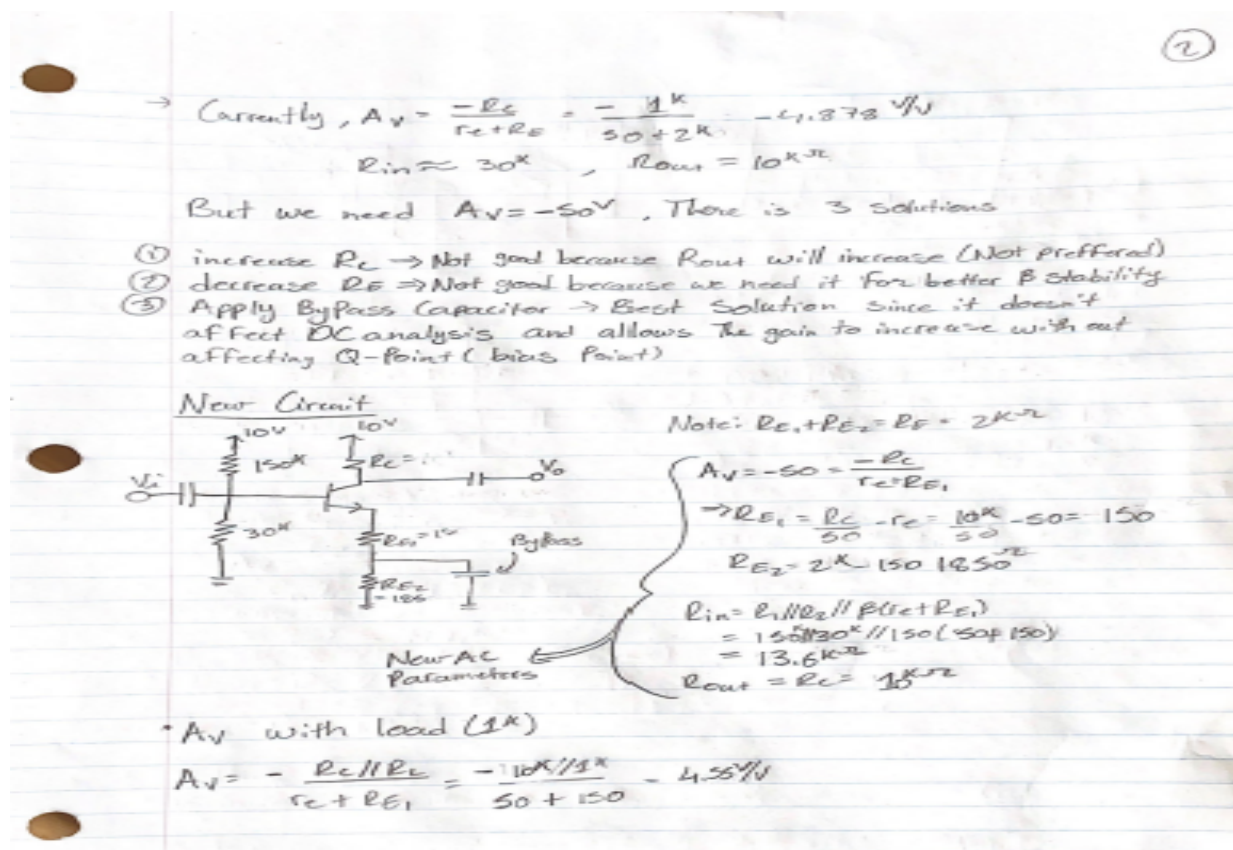 2
→ Currently, Av = -Rc / re+RE = - 1K / 50+2K - 4.878 V/V
Rin ≈ 30K , Rout = 10KΩ
But we need Av=-50V , There is 3 solutions
① increase Rc → Not good because Rout will increase (Not preffered)
② decrease RE ⇒ Not good because we need it for better β stability
③ Apply ByPass Capacitor → Best Solution since it doesn't
affect DC analysis and allows The gain to increase with out
affecting Q-Point ( bias Point)
New Circuit
Note: RE1+RE2=RE = 2KΩ
10V 10V
150K Rc=
Vi Vo
30K
RE1=15
ByPass
RE2
= 185
Av=-50 = -Rc / re+RE1
⇒RE1 = Rc / 50 - re = 10K / 50 - 50 = 150
RE2 = 2K 150 1850Ω
Rin = R1//R2// β(re+RE1)
= 150K//30K//150(50+150)
= 13.6KΩ
Rout = Rc = 10KΩ
New Ac
Parameters
• Av with load (1K)
Av = - Rc//RL / re+RE1 = - 10K//1K / 50 + 150 - 4.55V/V